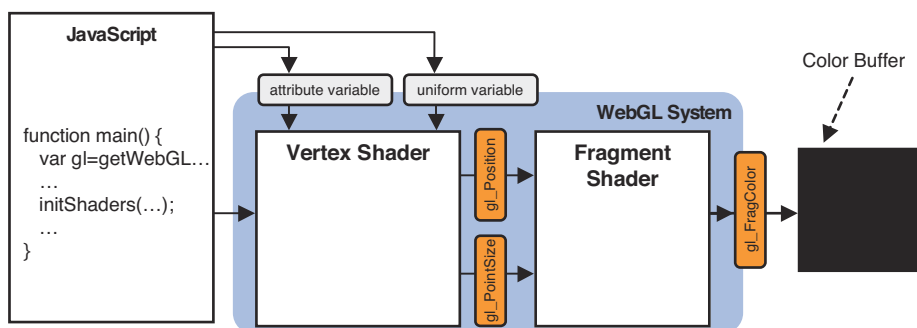 JavaScript
function main() {
var gl=getWebGL…
…
initShaders(…);
…
}
attribute variable
uniform variable
WebGL System
Vertex Shader
gl_Position
gl_PointSize
Fragment
Shader
gl_FragColor
Color Buffer